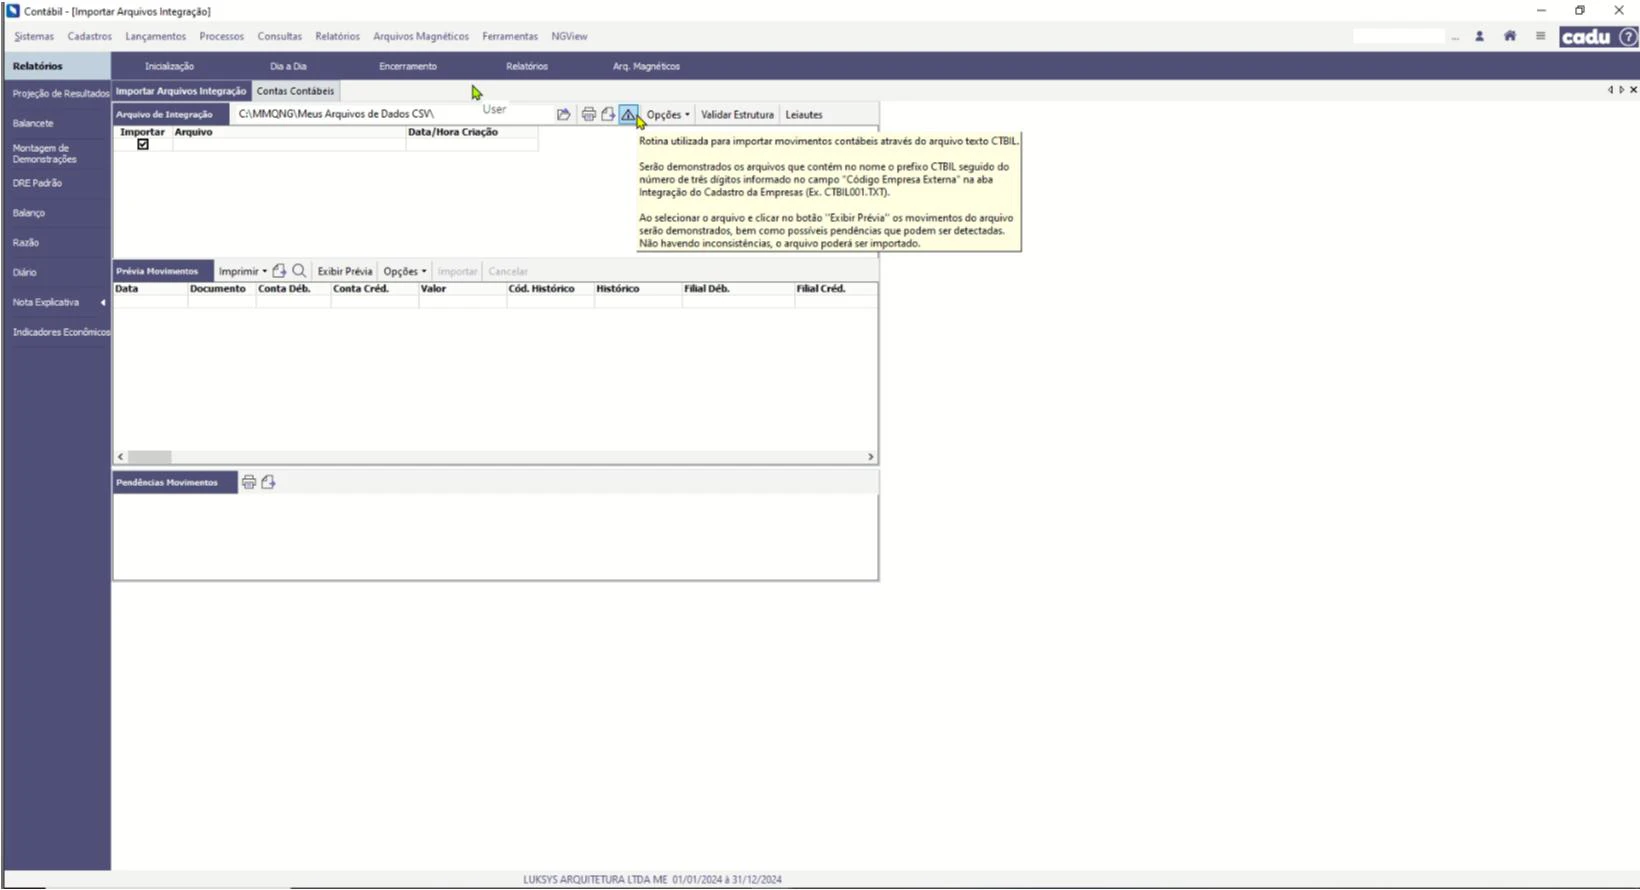 Contábil - [Importar Arquivos Integração]
Sistemas Cadastros Lançamentos Processos Consultas Relatórios Arquivos Magnéticos Ferramentas NGView
... cadu ?
Relatórios Inicialização Dia a Dia Encerramento Relatórios Arq. Magnéticos
Projeção de Resultados
Balancete
Montagem de
Demonstrações
DRE Padrão
Balanço
Razão
Diário
Nota Explicativa
Indicadores Econômicos
Importar Arquivos Integração Contas Contábeis
User
Arquivo de Integração C:\MMQNG\Meus Arquivos de Dados CSV\ Opções Validar Estrutura Leiautes
Importar Arquivo Data/Hora Criação
Rotina utilizada para importar movimentos contábeis através do arquivo texto CTBIL.
Serão demonstrados os arquivos que contém no nome o prefixo CTBIL seguido do
número de três dígitos informado no campo "Código Empresa Externa" na aba
Integração do Cadastro da Empresas (Ex. CTBIL001.TXT).
Ao selecionar o arquivo e clicar no botão "Exibir Prévia" os movimentos do arquivo
serão demonstrados, bem como possíveis pendências que podem ser detectadas.
Não havendo inconsistências, o arquivo poderá ser importado.
Prévia Movimentos Imprimir Exibir Prévia Opções Importar Cancelar
Data Documento Conta Déb. Conta Créd. Valor Cód. Histórico Histórico Filial Déb. Filial Créd.
Pendências Movimentos
LUKSYS ARQUITETURA LTDA ME 01/01/2024 à 31/12/2024